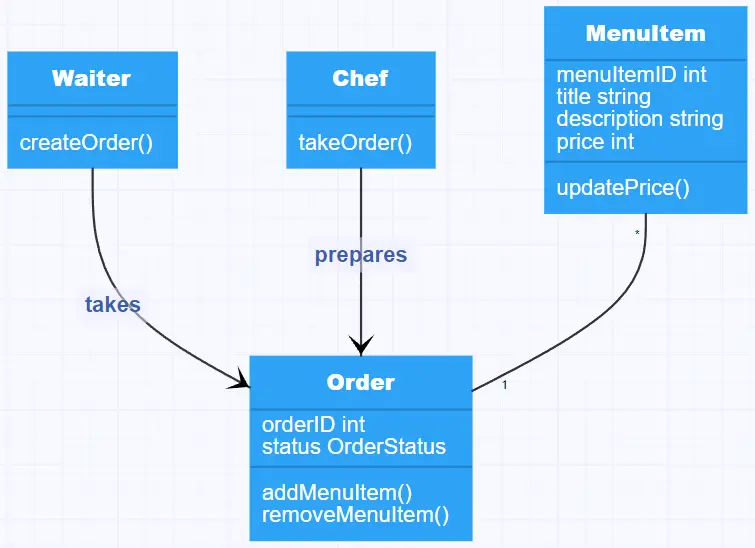 Waiter
createOrder()
Chef
takeOrder()
MenuItem
menuItemID int
title string
description string
price int
updatePrice()
*
prepares
takes
1
Order
orderID int
status OrderStatus
addMenuItem()
removeMenuItem()